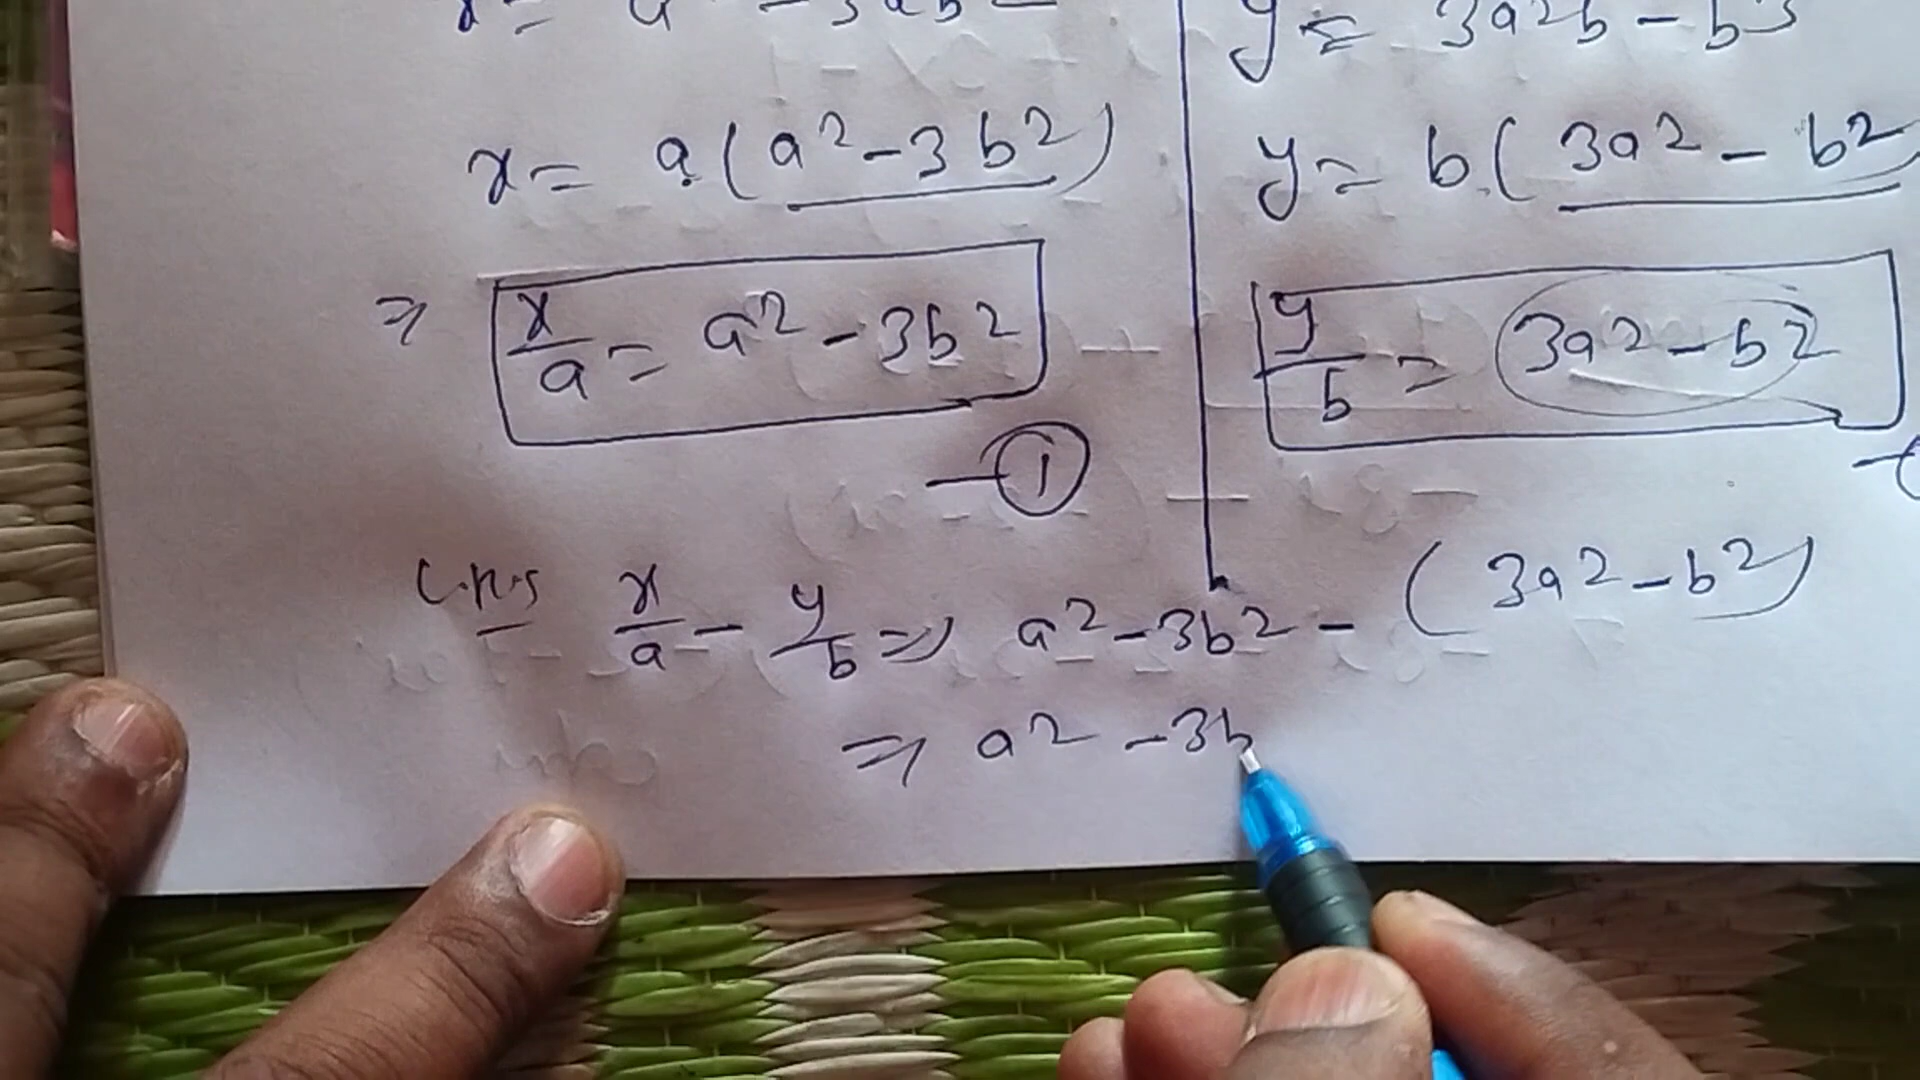 y = 3a2b - b3
x = a(a2 - 3b2)
y = b(3a2 - b2
⇒ x/a = a2 - 3b2
y/b = 3a2 - b2
— ①
L.H.S x/a - y/b ⇒ a2 - 3b2 - (3a2 - b2)
⇒ a2 - 3b